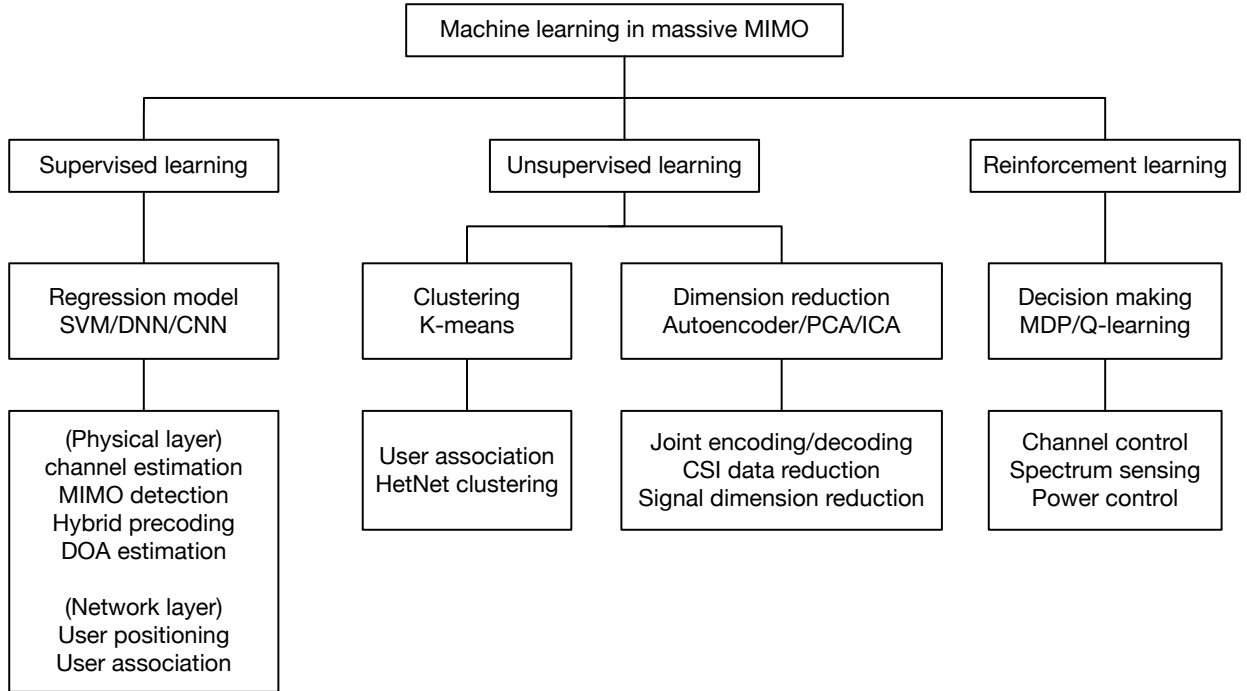 Machine learning in massive MIMO
Supervised learning
Unsupervised learning
Reinforcement learning
Regression model
SVM/DNN/CNN
Clustering
K-means
Dimension reduction
Autoencoder/PCA/ICA
Decision making
MDP/Q-learning
(Physical layer)
channel estimation
MIMO detection
Hybrid precoding
DOA estimation
(Network layer)
User positioning
User association
User association
HetNet clustering
Joint encoding/decoding
CSI data reduction
Signal dimension reduction
Channel control
Spectrum sensing
Power control